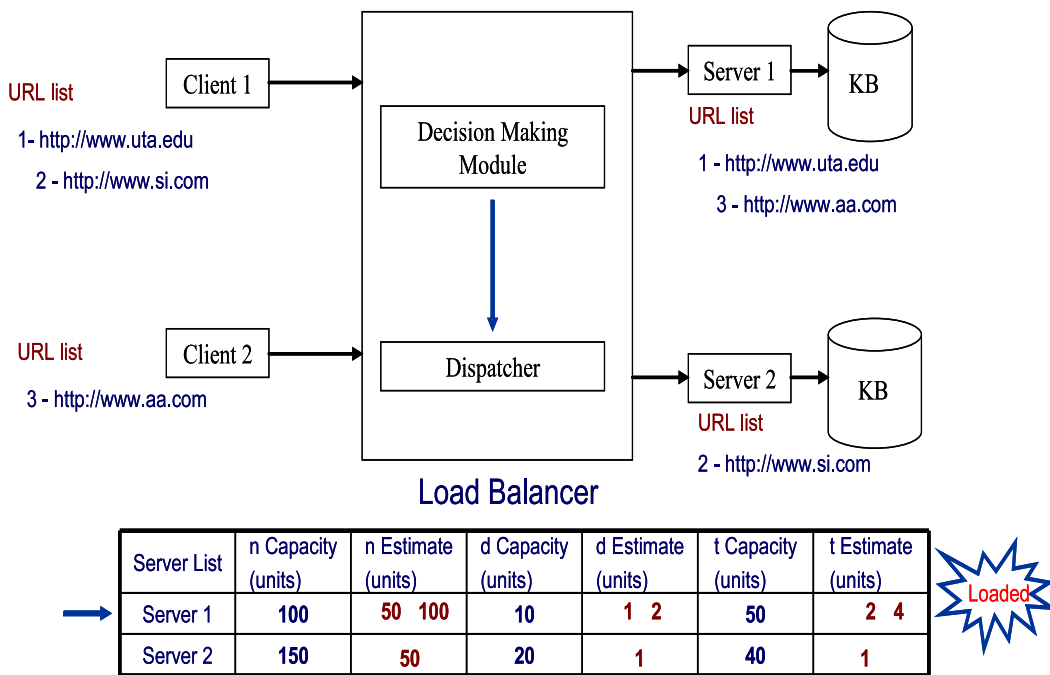 Client 1
URL list
1- http://www.uta.edu
2 - http://www.si.com
Client 2
URL list
3 - http://www.aa.com
Decision Making
Module
Dispatcher
Load Balancer
Server 1
KB
URL list
1 - http://www.uta.edu
3 - http://www.aa.com
Server 2
KB
URL list
2 - http://www.si.com
Server List n Capacity (units) n Estimate (units) d Capacity (units) d Estimate (units) t Capacity (units) t Estimate (units)
Server 1 100 50 100 10 1 2 50 2 4
Server 2 150 50 20 1 40 1
Loaded